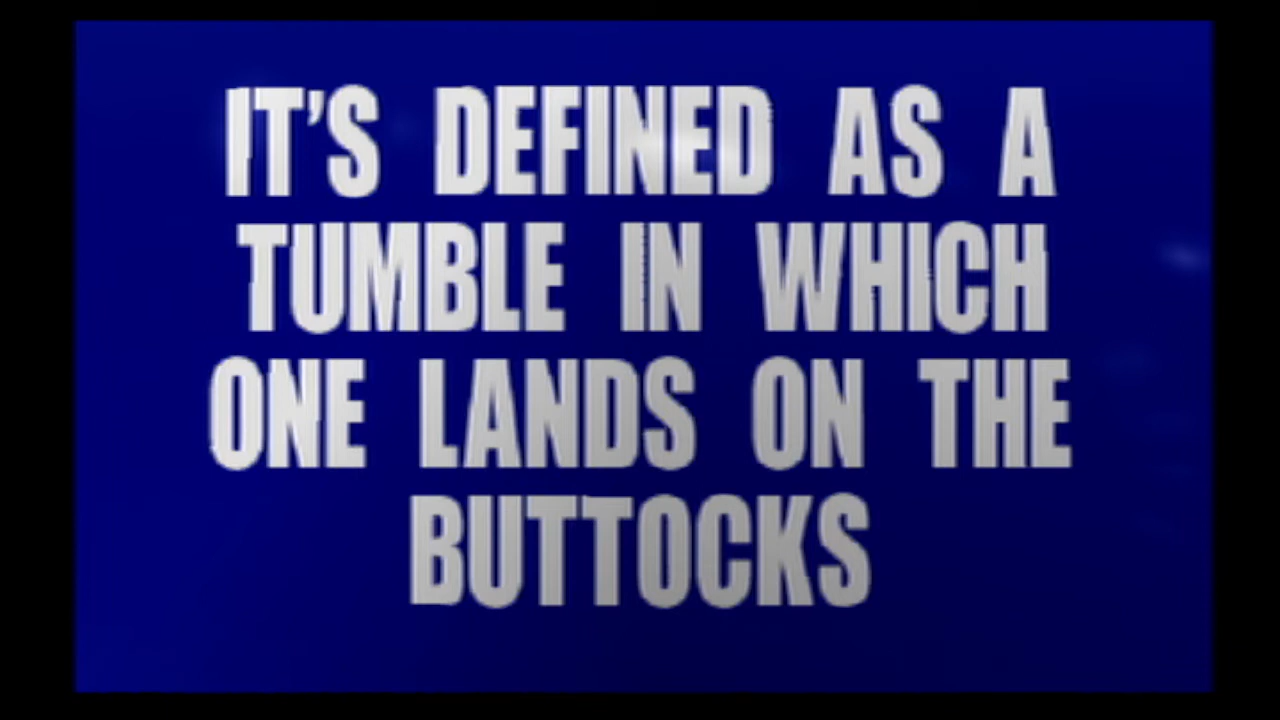 IT'S DEFINED AS A
TUMBLE IN WHICH
ONE LANDS ON THE
BUTTOCKS